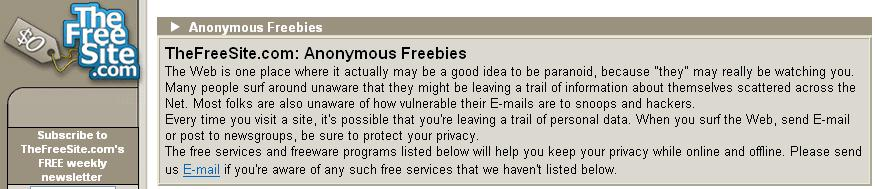 The
Free
$0
Site
.com
Subscribe to
TheFreeSite.com's
FREE weekly
newsletter
Anonymous Freebies
TheFreeSite.com: Anonymous Freebies
The Web is one place where it actually may be a good idea to be paranoid, because "they" may really be watching you.
Many people surf around unaware that they might be leaving a trail of information about themselves scattered across the
Net. Most folks are also unaware of how vulnerable their E-mails are to snoops and hackers.
Every time you visit a site, it's possible that you're leaving a trail of personal data. When you surf the Web, send E-mail
or post to newsgroups, be sure to protect your privacy.
The free services and freeware programs listed below will help you keep your privacy while online and offline. Please send
us E-mail if you're aware of any such free services that we haven't listed below.